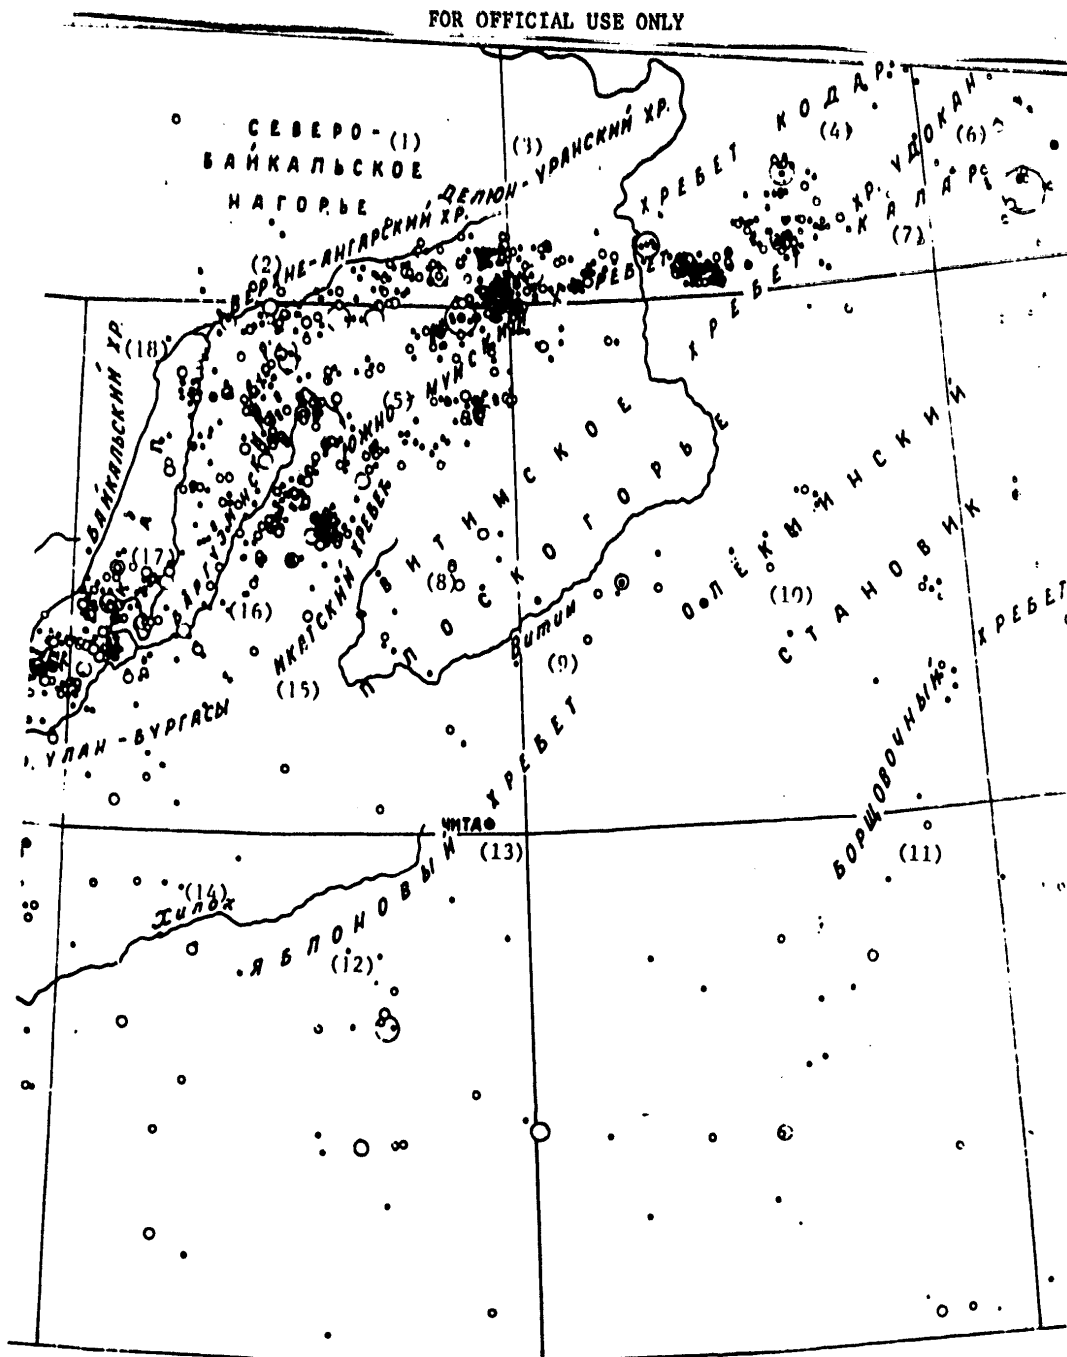 FOR OFFICIAL USE ONLY
СЕВЕРО- (1)
БАЙКАЛЬСКОЕ
НАГОРЬЕ
(3)
ДЕЛЮН-УРАНСКИЙ ХР.
ХРЕБЕТ КОДАР
(4)
(6)
ХР. УДОКАН
КАЛАР
(7)
(2)
НЕ-АНГАРСКИЙ ХР.
ХРЕБЕТ
(18)
БАЙКАЛЬСКИЙ ХР.
(5)
ЮЖНО МУЙСКИЙ
ВИТИМСКОЕ
ПЛОСКОГОРЬЕ
(8)
(17)
(16)
ИКАТСКИЙ ХРЕБЕТ
(15)
Витим
(9)
ОЛЕКМИНСКИЙ
(10)
СТАНОВИК
ХРЕБЕТ
УЛАН-БУРГАСЫ
ЯБЛОНОВЫЙ ХРЕБЕТ
ЧИТА
(13)
БОРЩОВОЧНЫЙ
(11)
(14)
Хилок
(12)